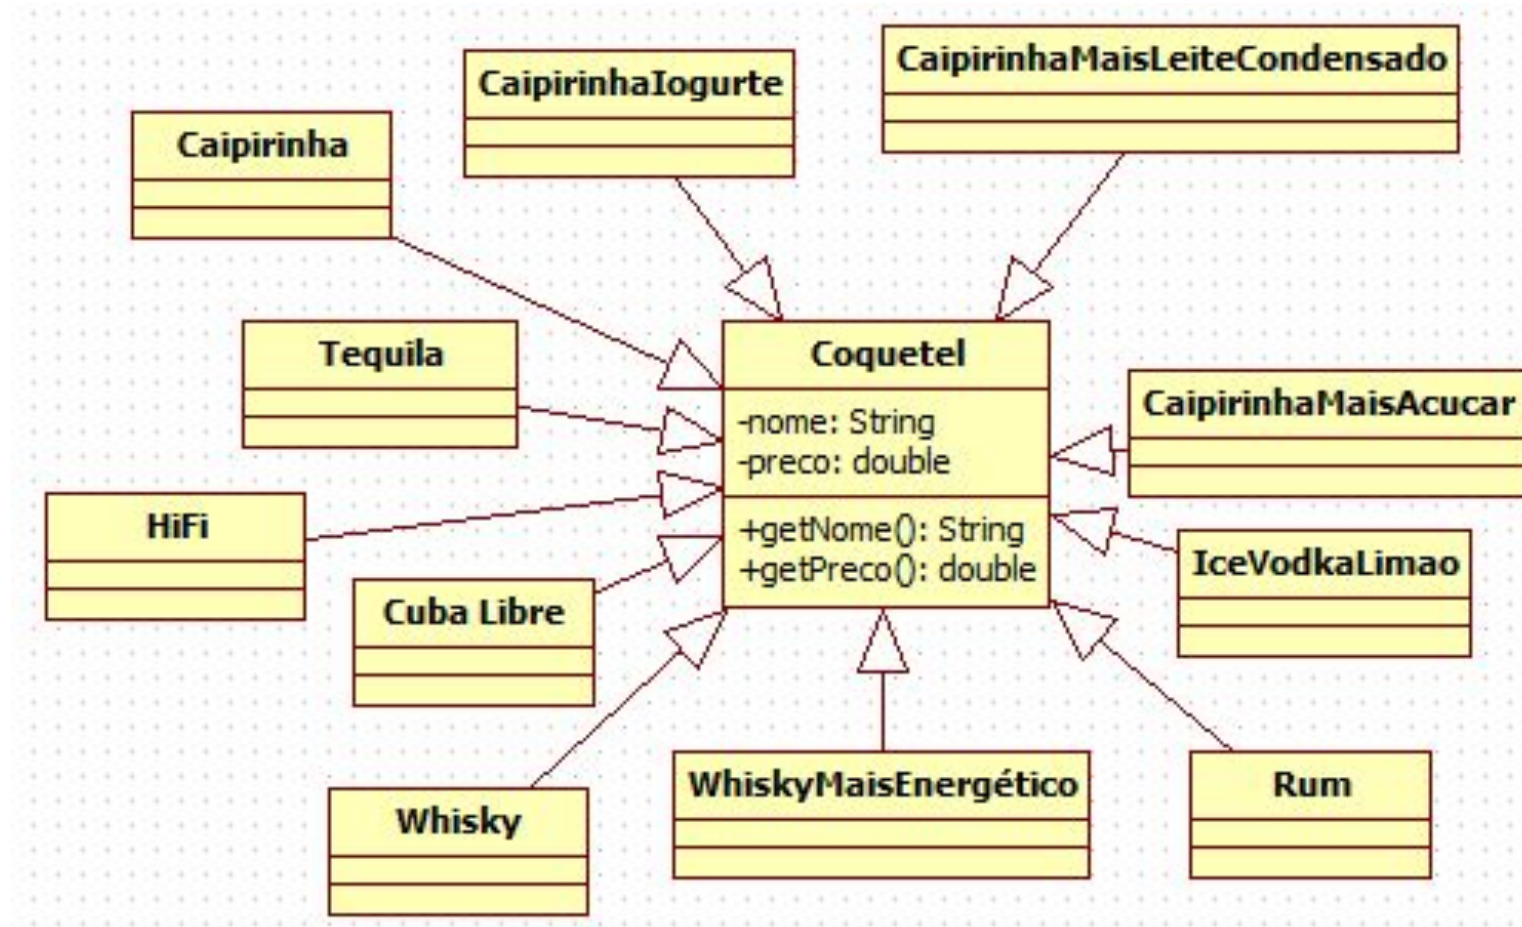 CaipirinhaMaisLeiteCondensado
CaipirinhaIogurte
Caipirinha
Tequila
Coquetel
-nome: String
-preco: double
+getNome(): String
+getPreco(): double
CaipirinhaMaisAcucar
HiFi
IceVodkaLimao
Cuba Libre
WhiskyMaisEnergético
Rum
Whisky